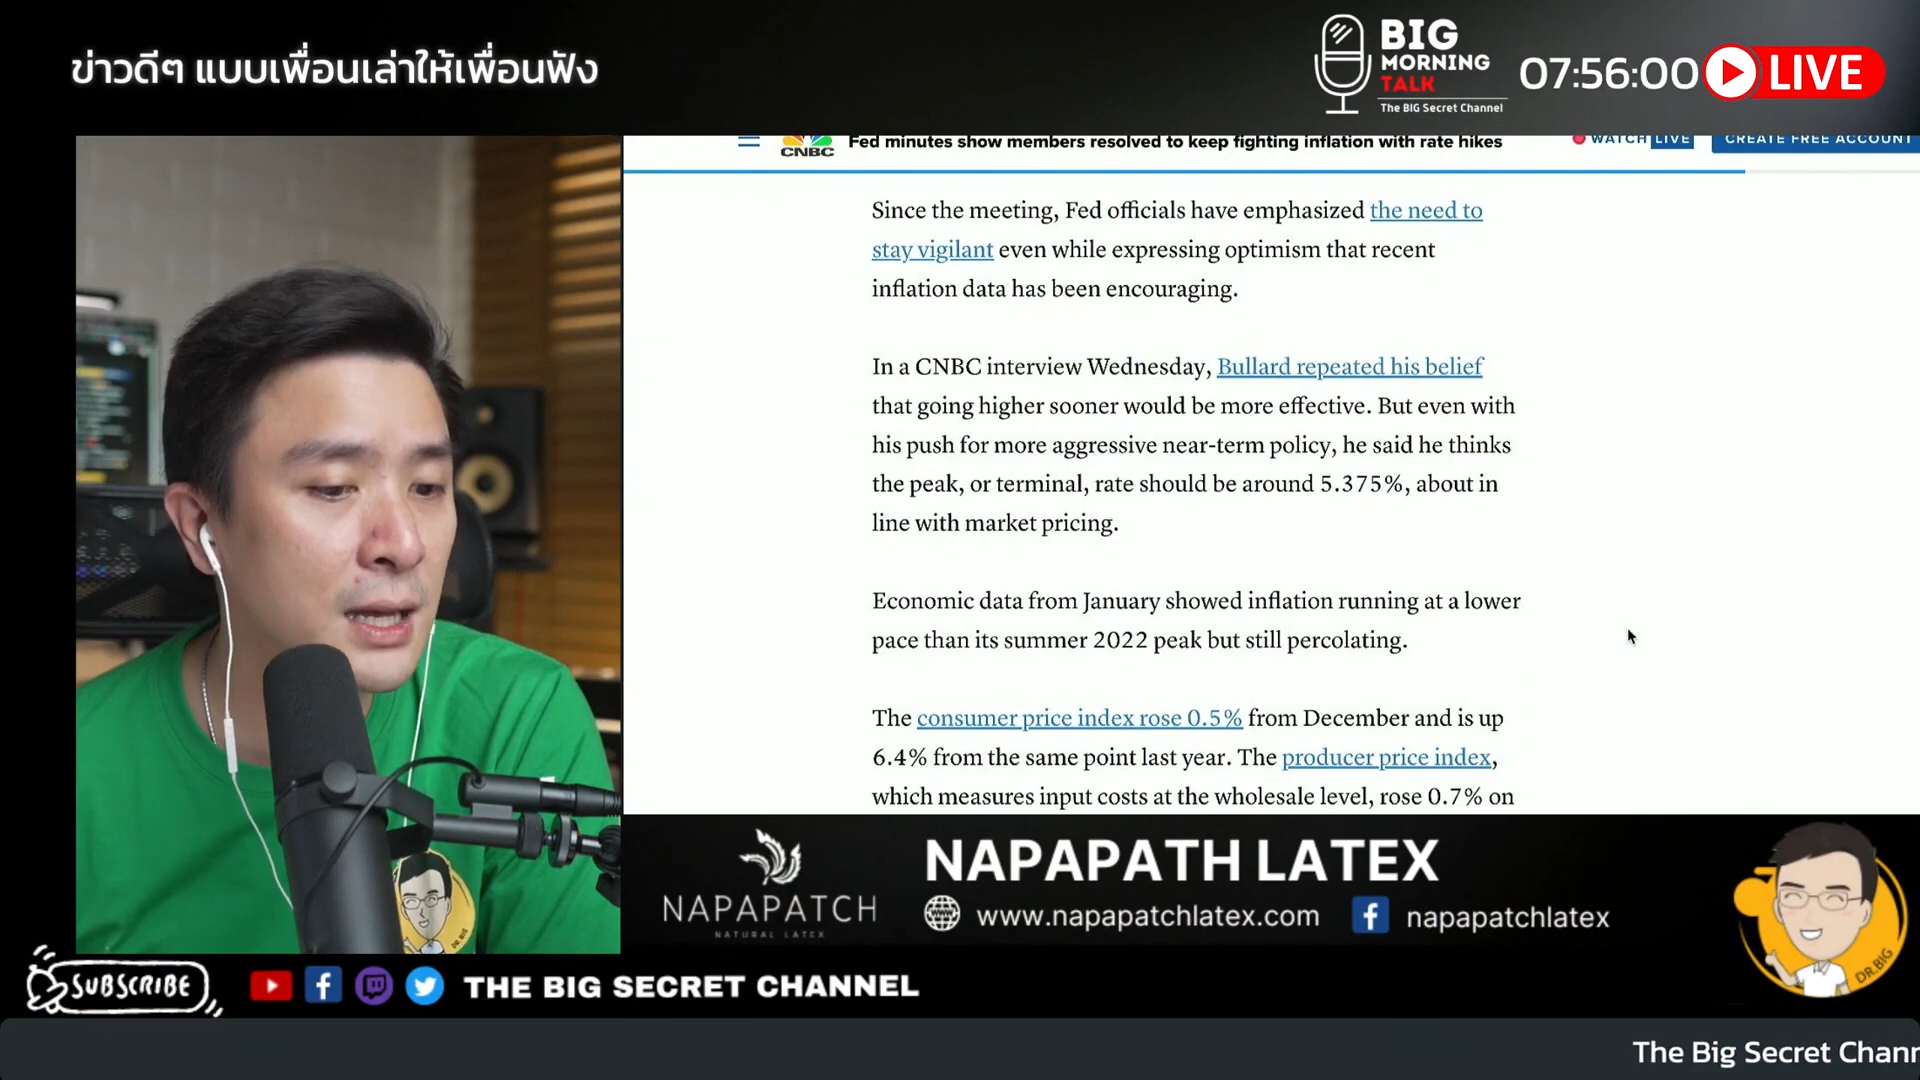 ข่าวดีๆ แบบเพื่อนเล่าให้เพื่อนฟัง
BIG
MORNING
TALK
The BIG Secret Channel
07:56:00
LIVE
CNBC
Fed minutes show members resolved to keep fighting inflation with rate hikes
WATCH LIVE
CREATE FREE ACCOUNT
Since the meeting, Fed officials have emphasized the need to
stay vigilant even while expressing optimism that recent
inflation data has been encouraging.
In a CNBC interview Wednesday, Bullard repeated his belief
that going higher sooner would be more effective. But even with
his push for more aggressive near-term policy, he said he thinks
the peak, or terminal, rate should be around 5.375%, about in
line with market pricing.
Economic data from January showed inflation running at a lower
pace than its summer 2022 peak but still percolating.
The consumer price index rose 0.5% from December and is up
6.4% from the same point last year. The producer price index,
which measures input costs at the wholesale level, rose 0.7% on
NAPAPATCH
NATURAL LATEX
NAPAPATH LATEX
www.napapatchlatex.com
napapatchlatex
DR.BIG
DR.BIG
SUBSCRIBE
THE BIG SECRET CHANNEL
The Big Secret Chann